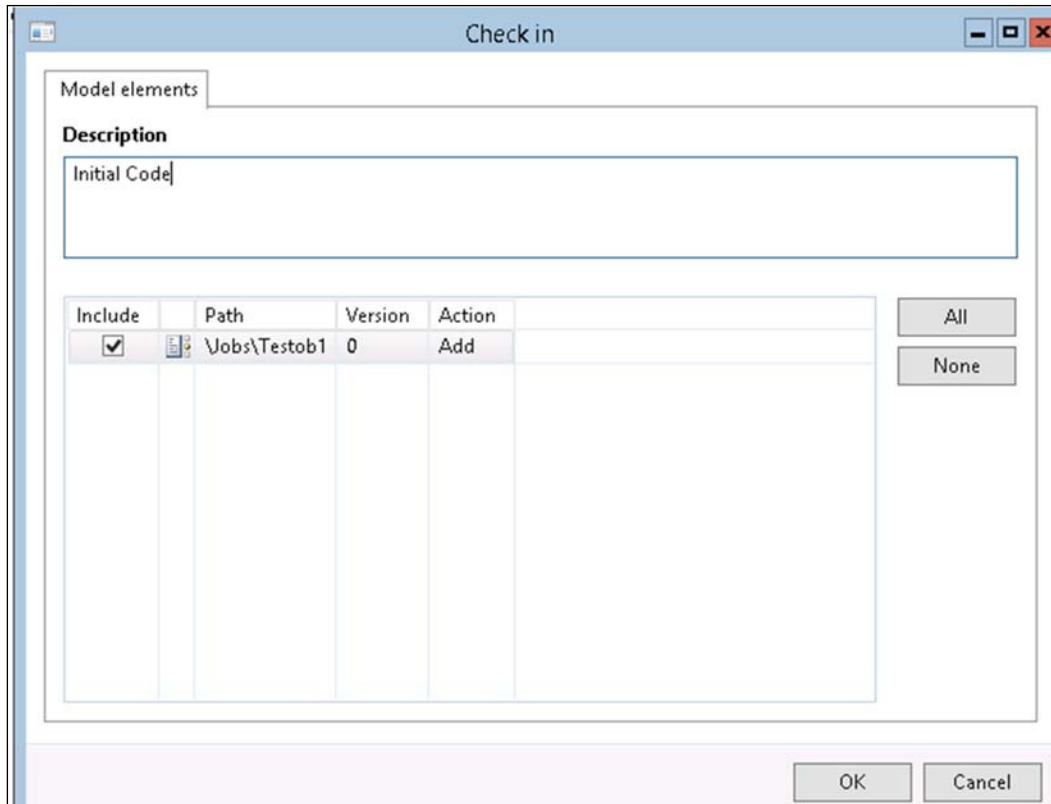 Check in
Model elements
Description
Initial Code
Include Path Version Action
\Jobs\Testob1 0 Add
All
None
OK Cancel